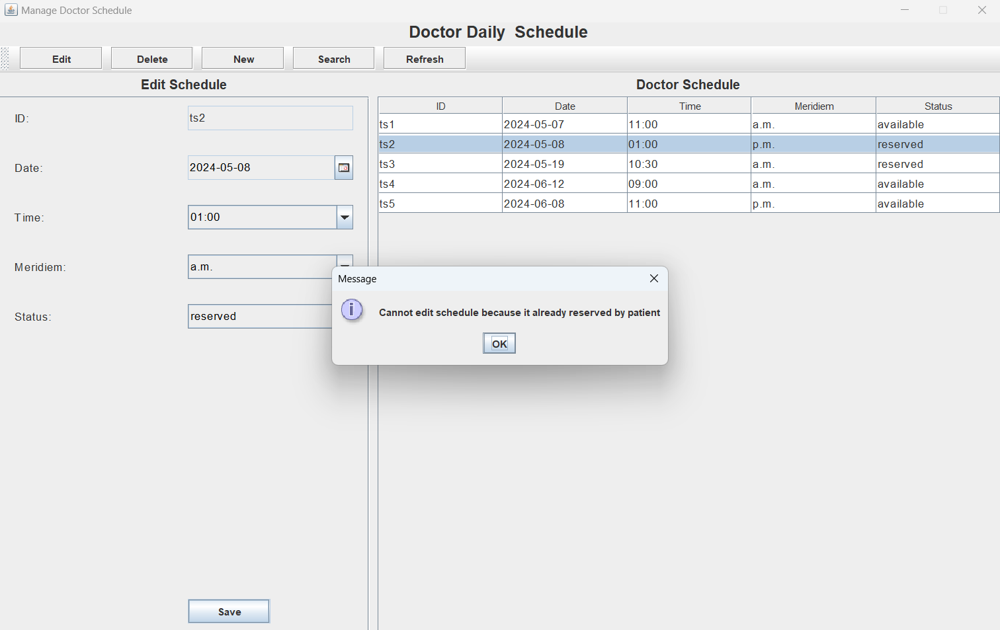 Manage Doctor Schedule
Doctor Daily  Schedule
Edit Delete New Search Refresh
Edit Schedule
ID: ts2
Date: 2024-05-08
Time: 01:00
Meridiem: a.m.
Status: reserved
Save
Doctor Schedule
ID Date Time Meridiem Status
ts1 2024-05-07 11:00 a.m. available
ts2 2024-05-08 01:00 p.m. reserved
ts3 2024-05-19 10:30 a.m. reserved
ts4 2024-06-12 09:00 a.m. available
ts5 2024-06-08 11:00 p.m. available
Message
Cannot edit schedule because it already reserved by patient
OK